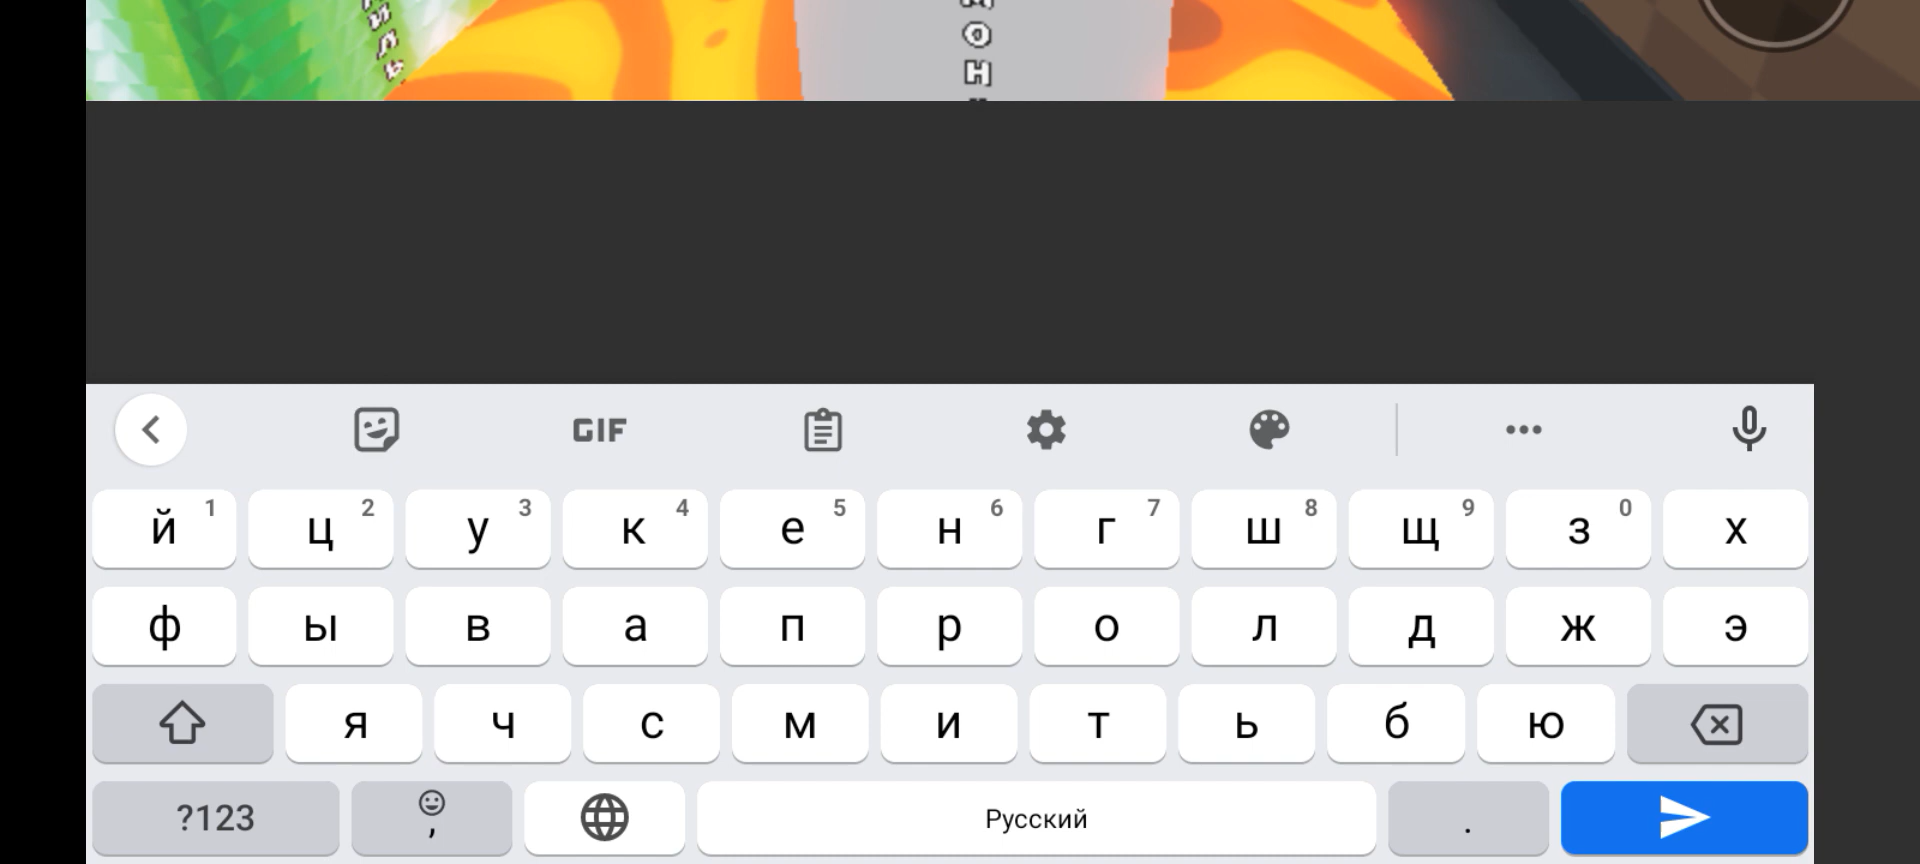 GIF
й 1 ц 2 у 3 к 4 е 5 н 6 г 7 ш 8 щ 9 з 0 х
ф ы в а п р о л д ж э
я ч с м и т ь б ю
?123 , Русский .